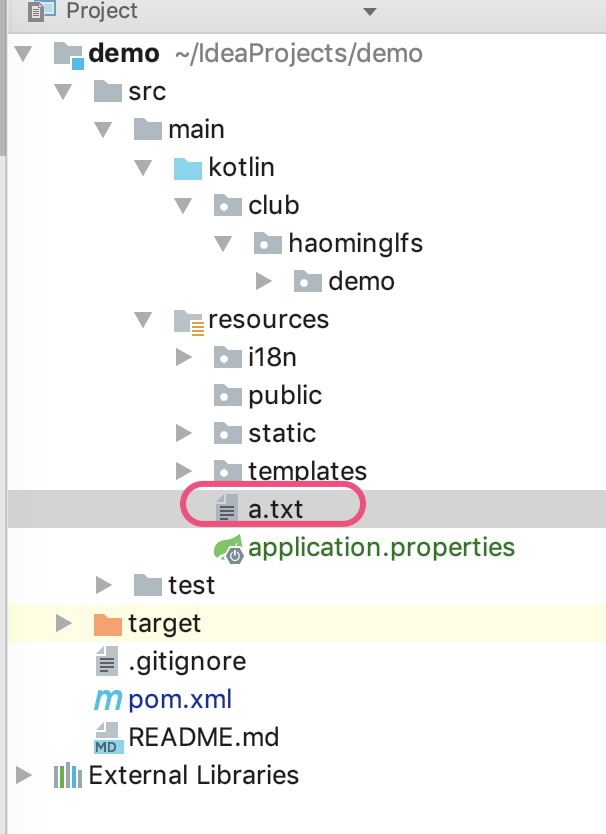 Project
demo ~/IdeaProjects/demo
src
main
kotlin
club
haominglfs
demo
resources
i18n
public
static
templates
a.txt
application.properties
test
target
.gitignore
m pom.xml
MD README.md
External Libraries